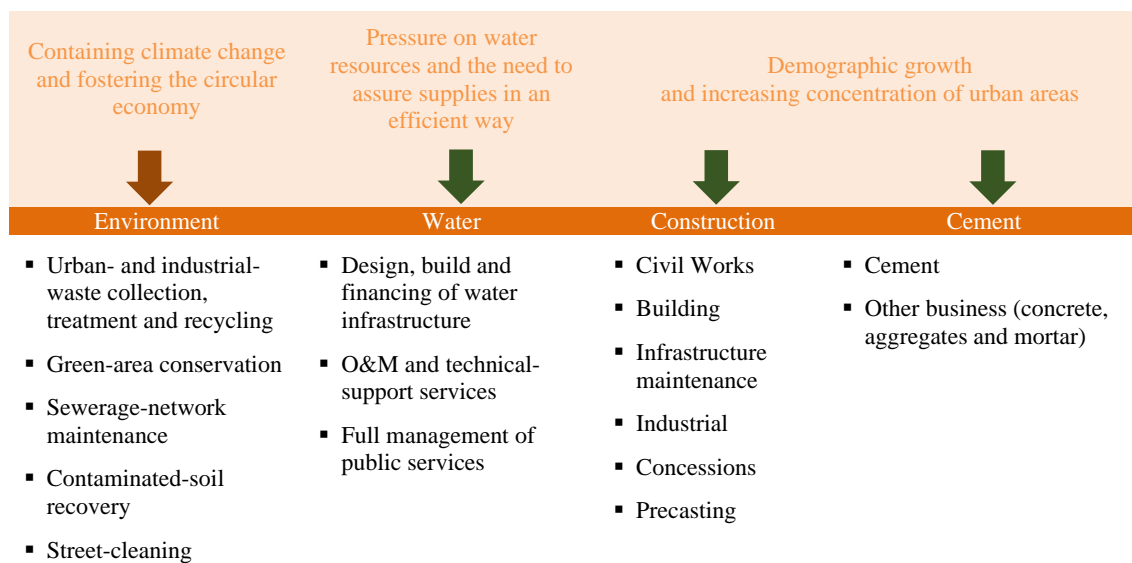 Containing climate change
and fostering the circular
economy
Pressure on water
resources and the need to
assure supplies in an
efficient way
Demographic growth
and increasing concentration of urban areas
Environment
Water
Construction
Cement
▪ Urban- and industrial-
waste collection,
treatment and recycling
▪ Green-area conservation
▪ Sewerage-network
maintenance
▪ Contaminated-soil
recovery
▪ Street-cleaning
▪ Design, build and
financing of water
infrastructure
▪ O&M and technical-
support services
▪ Full management of
public services
▪ Civil Works
▪ Building
▪ Infrastructure
maintenance
▪ Industrial
▪ Concessions
▪ Precasting
▪ Cement
▪ Other business (concrete,
aggregates and mortar)